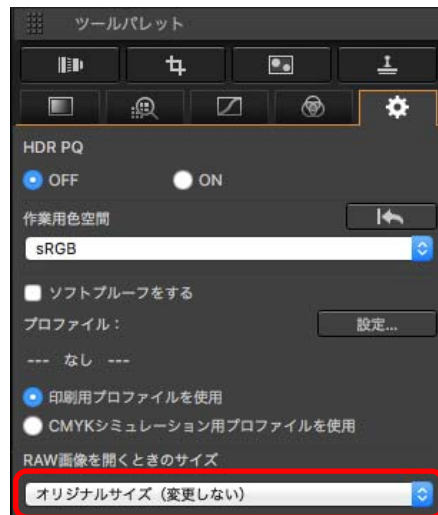 ツールパレット
HDR PQ
OFF ON
作業用色空間
sRGB
ソフトプルーフをする
プロファイル： 設定...
--- なし ---
印刷用プロファイルを使用
CMYKシミュレーション用プロファイルを使用
RAW画像を開くときのサイズ
オリジナルサイズ（変更しない）